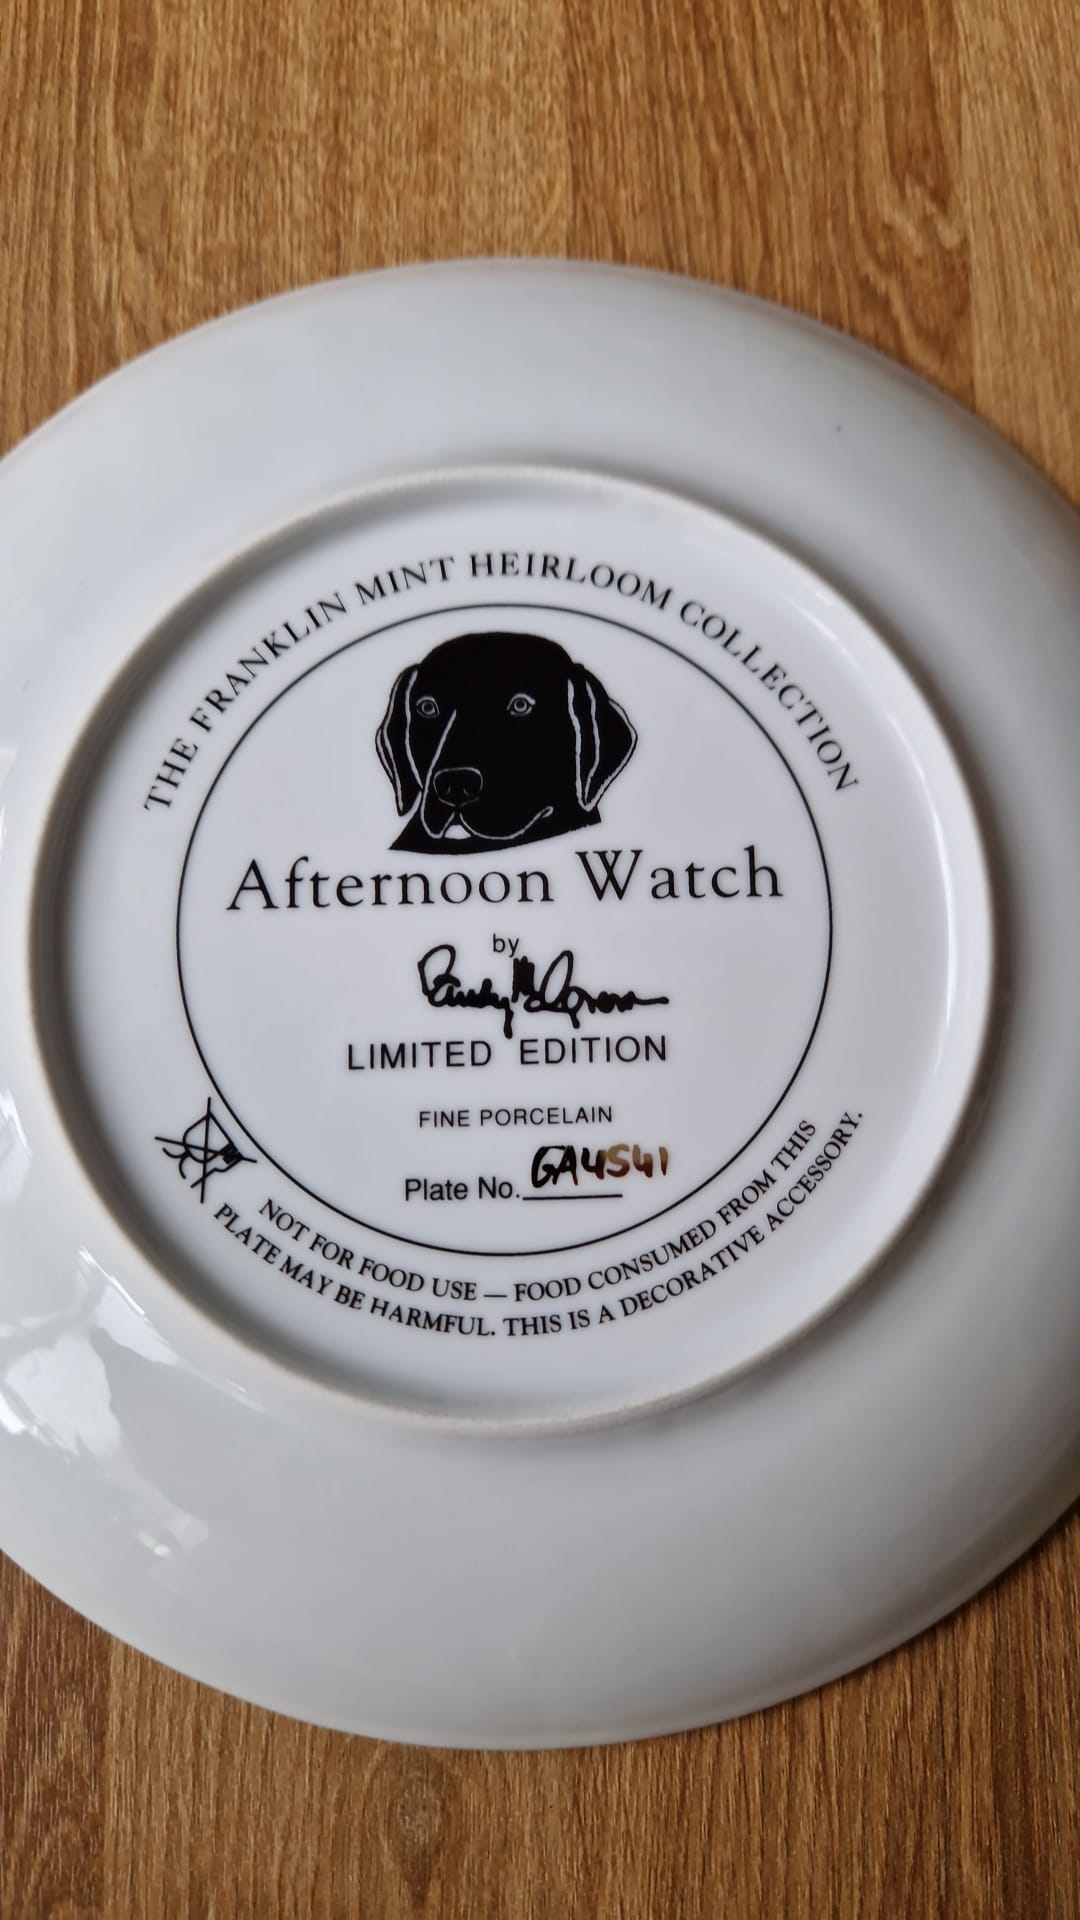 THE FRANKLIN MINT HEIRLOOM COLLECTION
Afternoon Watch
by
LIMITED EDITION
FINE PORCELAIN
Plate No. GA4541
NOT FOR FOOD USE — FOOD CONSUMED FROM THIS
PLATE MAY BE HARMFUL. THIS IS A DECORATIVE ACCESSORY.